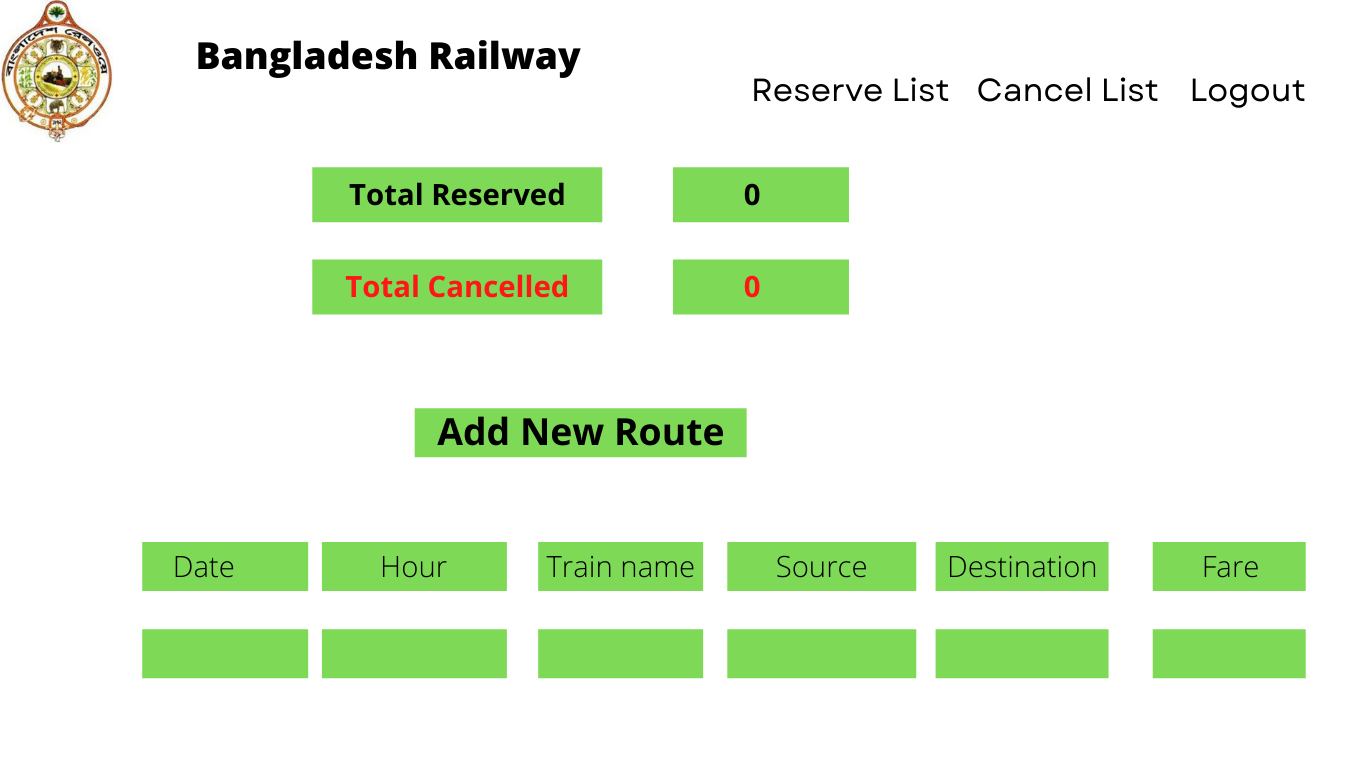 বাংলাদেশ রেলওয়ে
Bangladesh Railway
Reserve List Cancel List Logout
Total Reserved 0
Total Cancelled 0
Add New Route
Date Hour Train name Source Destination Fare